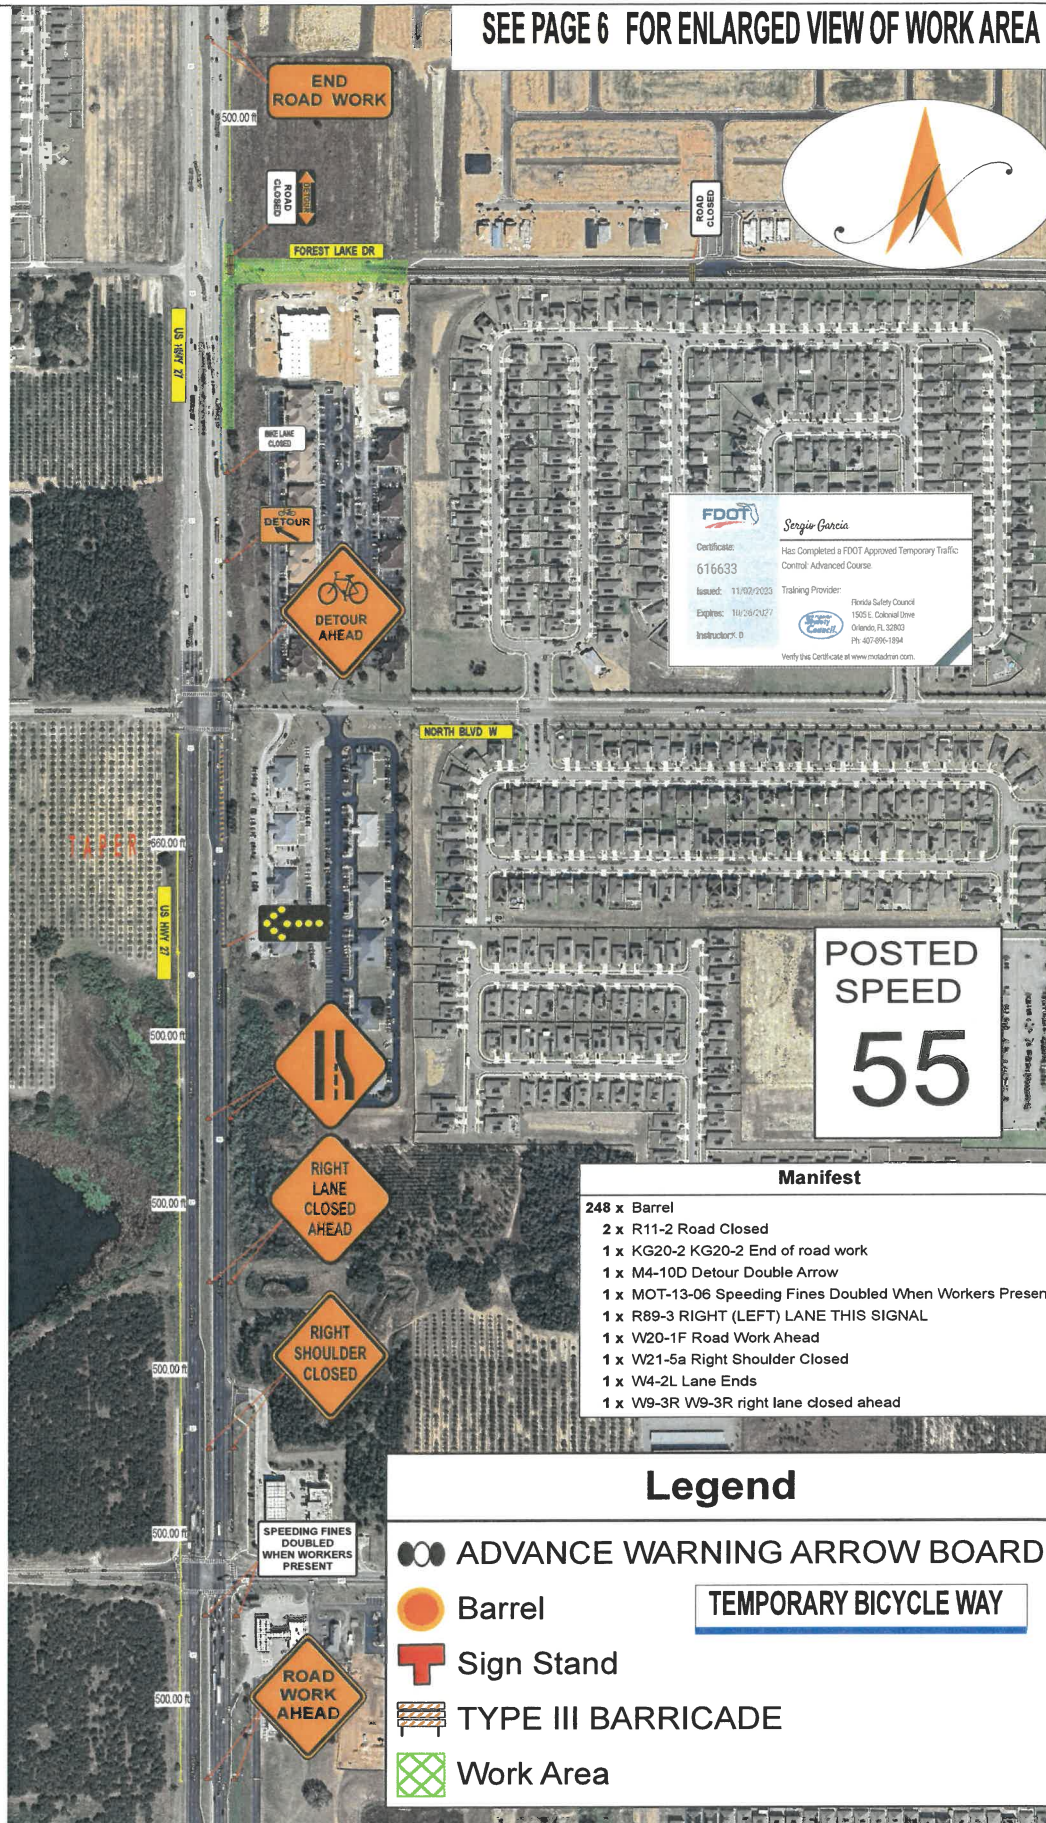 SEE PAGE 6 FOR ENLARGED VIEW OF WORK AREA
END
ROAD WORK
500.00 ft
ROAD
CLOSED
DETOUR
ROAD
CLOSED
FOREST LAKE DR
US HWY 27
BIKE LANE
CLOSED
DETOUR
DETOUR
AHEAD
FDOT
Sergio Garcia
Certificate:
616633
Has Completed a FDOT Approved Temporary Traffic
Control: Advanced Course
Issued: 11/02/2023
Expires: 10/26/2027
Instructor:
Training Provider:
Florida Safety Council
1505 E. Colonial Drive
Orlando, FL 32803
Ph: 407-896-1894
Verify this Certificate at www.motadmin.com.
NORTH BLVD W
TAPER
660.00 ft
US HWY 27
500.00 ft
POSTED
SPEED
55
RIGHT
LANE
CLOSED
AHEAD
500.00 ft
RIGHT
SHOULDER
CLOSED
500.00 ft
Manifest
248 x Barrel
2 x R11-2 Road Closed
1 x KG20-2 KG20-2 End of road work
1 x M4-10D Detour Double Arrow
1 x MOT-13-06 Speeding Fines Doubled When Workers Presen
1 x R89-3 RIGHT (LEFT) LANE THIS SIGNAL
1 x W20-1F Road Work Ahead
1 x W21-5a Right Shoulder Closed
1 x W4-2L Lane Ends
1 x W9-3R W9-3R right lane closed ahead
500.00 ft
SPEEDING FINES
DOUBLED
WHEN WORKERS
PRESENT
500.00 ft
ROAD
WORK
AHEAD
Legend
ADVANCE WARNING ARROW BOARD
Barrel
TEMPORARY BICYCLE WAY
Sign Stand
TYPE III BARRICADE
Work Area